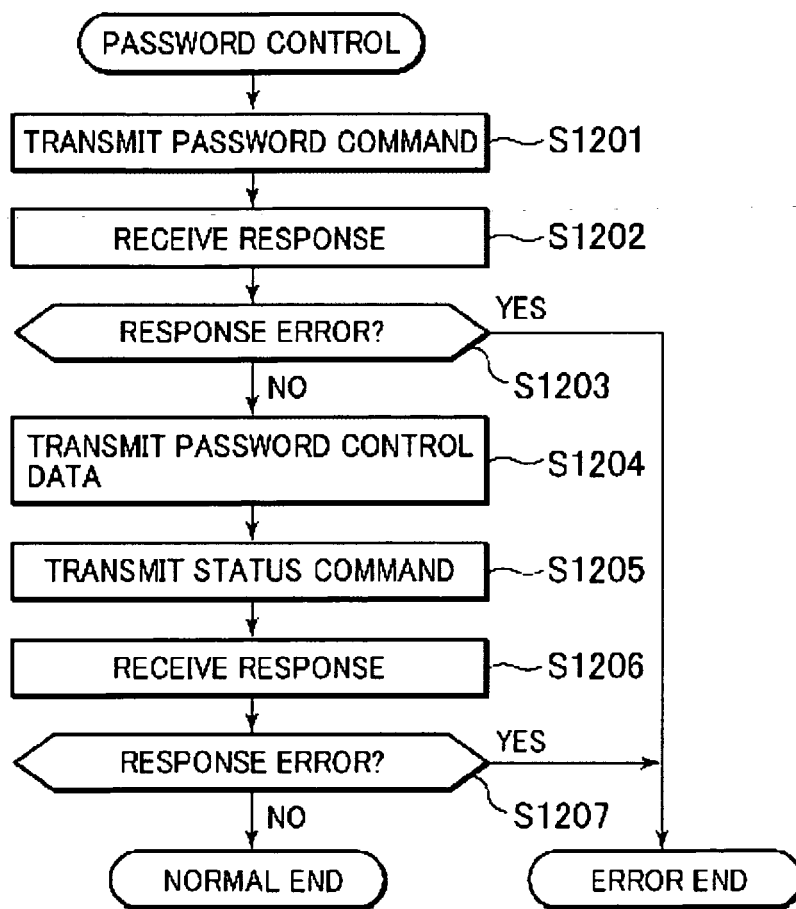 PASSWORD CONTROL
TRANSMIT PASSWORD COMMAND
S1201
RECEIVE RESPONSE
S1202
RESPONSE ERROR?
YES
S1203
NO
TRANSMIT PASSWORD CONTROL
DATA
S1204
TRANSMIT STATUS COMMAND
S1205
RECEIVE RESPONSE
S1206
RESPONSE ERROR?
YES
S1207
NO
NORMAL END
ERROR END